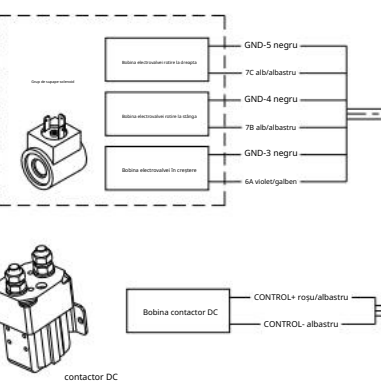 Grup de supape solenoid
Bobina electrovalvei rotire la dreapta
GND-5 negru
7C alb/albastru
Bobina electrovalvei rotire la stânga
GND-4 negru
7B alb/albastru
Bobina electrovalvei în creștere
GND-3 negru
6A violet/galben
Bobina contactor DC
CONTROL+ roșu/albastru
CONTROL- albastru
contactor DC